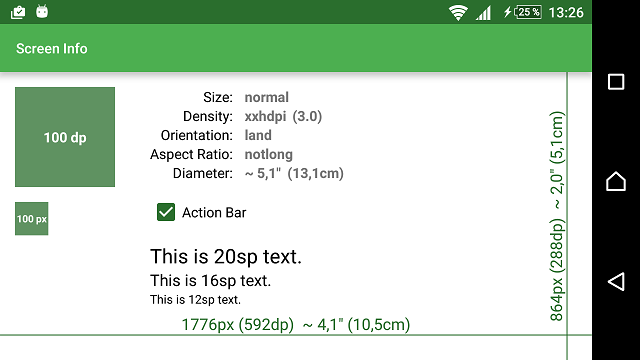 25 % 13:26
Screen Info
100 dp
100 px
Size: normal
Density: xxhdpi (3.0)
Orientation: land
Aspect Ratio: notlong
Diameter: ~ 5,1" (13,1cm)
Action Bar
This is 20sp text.
This is 16sp text.
This is 12sp text.
1776px (592dp) ~ 4,1" (10,5cm)
864px (288dp) ~ 2,0" (5,1cm)